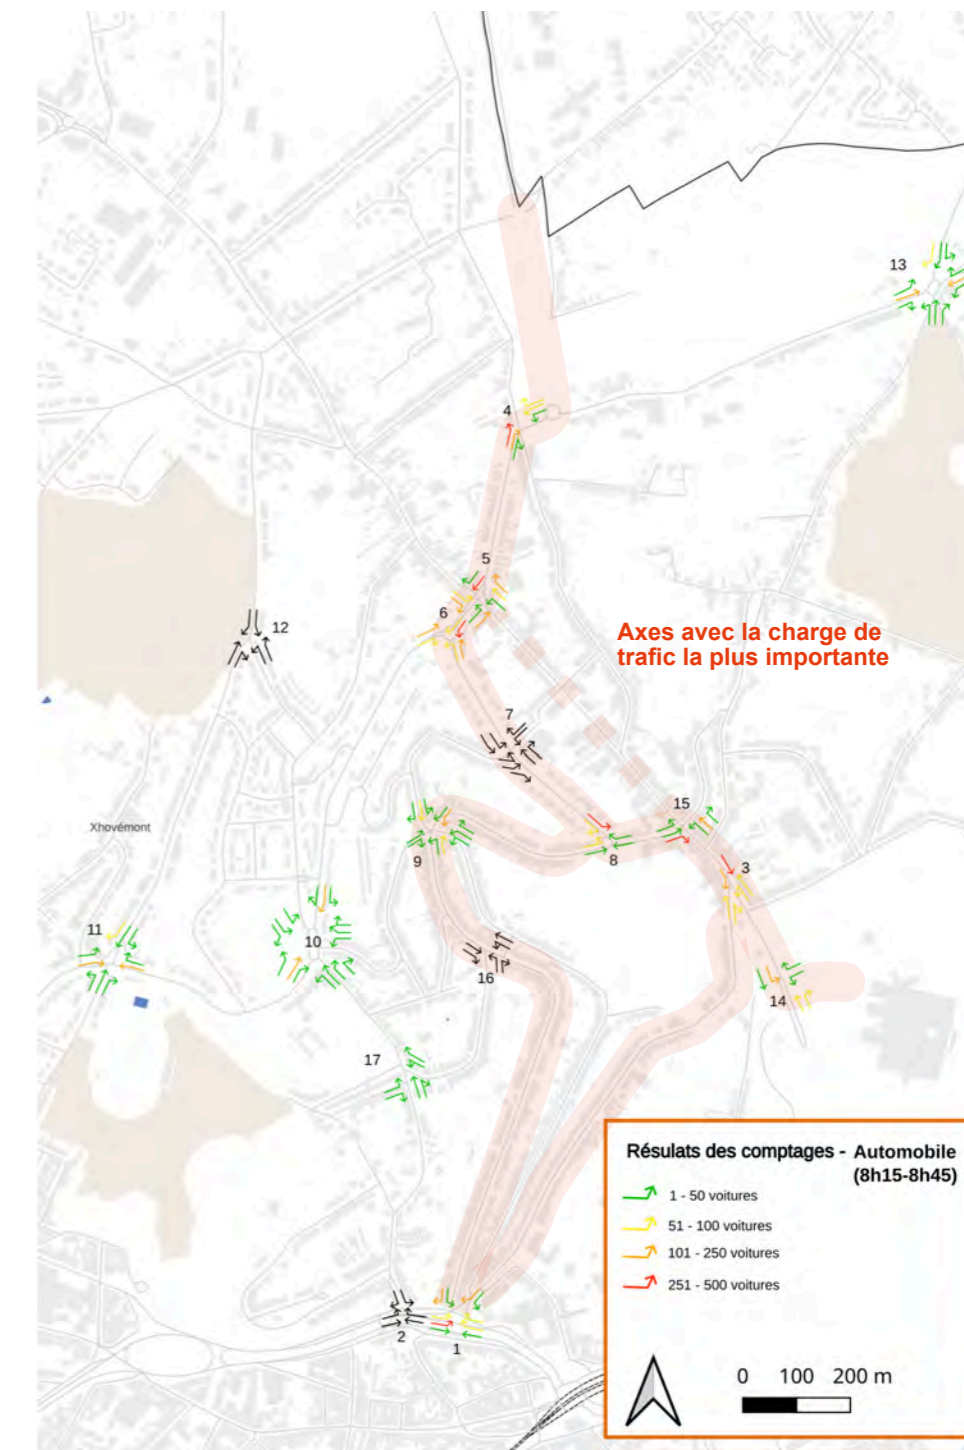 13
4
5
6
12
Axes avec la charge de
trafic la plus importante
7
15
Xhovémont
9
8
3
11
10
16
14
17
Résulats des comptages - Automobile
(8h15-8h45)
1 - 50 voitures
51 - 100 voitures
101 - 250 voitures
251 - 500 voitures
2
1
0 100 200 m